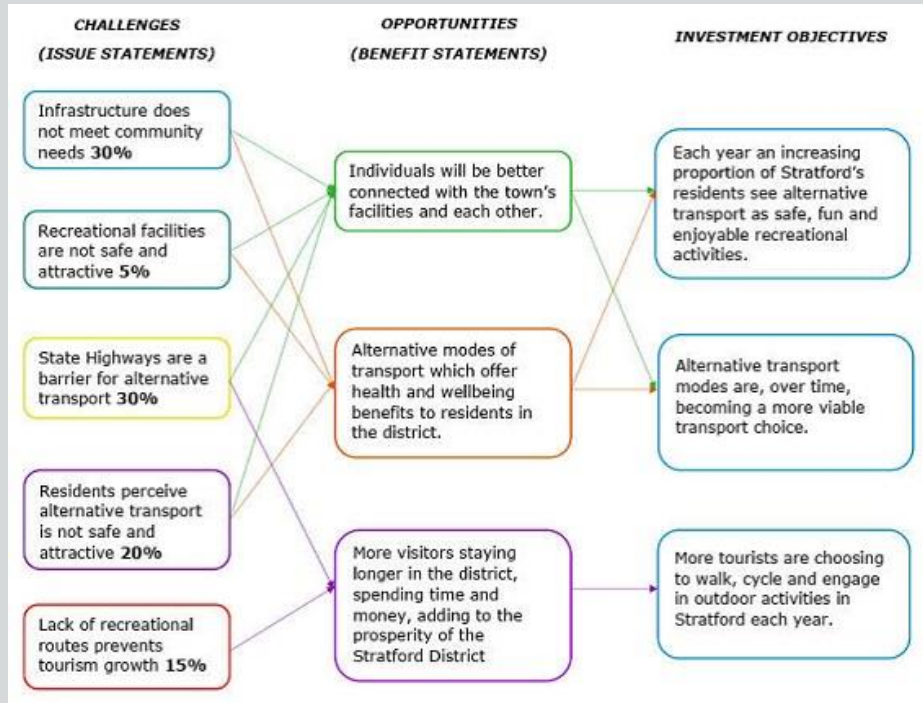 CHALLENGES
(ISSUE STATEMENTS)
OPPORTUNITIES
(BENEFIT STATEMENTS)
INVESTMENT OBJECTIVES
Infrastructure does
not meet community
needs 30%
Recreational facilities
are not safe and
attractive 5%
State Highways are a
barrier for alternative
transport 30%
Residents perceive
alternative transport
is not safe and
attractive 20%
Lack of recreational
routes prevents
tourism growth 15%
Individuals will be better
connected with the town's
facilities and each other.
Alternative modes of
transport which offer
health and wellbeing
benefits to residents in
the district.
More visitors staying
longer in the district,
spending time and
money, adding to the
prosperity of the
Stratford District
Each year an increasing
proportion of Stratford's
residents see alternative
transport as safe, fun and
enjoyable recreational
activities.
Alternative transport
modes are, over time,
becoming a more viable
transport choice.
More tourists are choosing
to walk, cycle and engage
in outdoor activities in
Stratford each year.